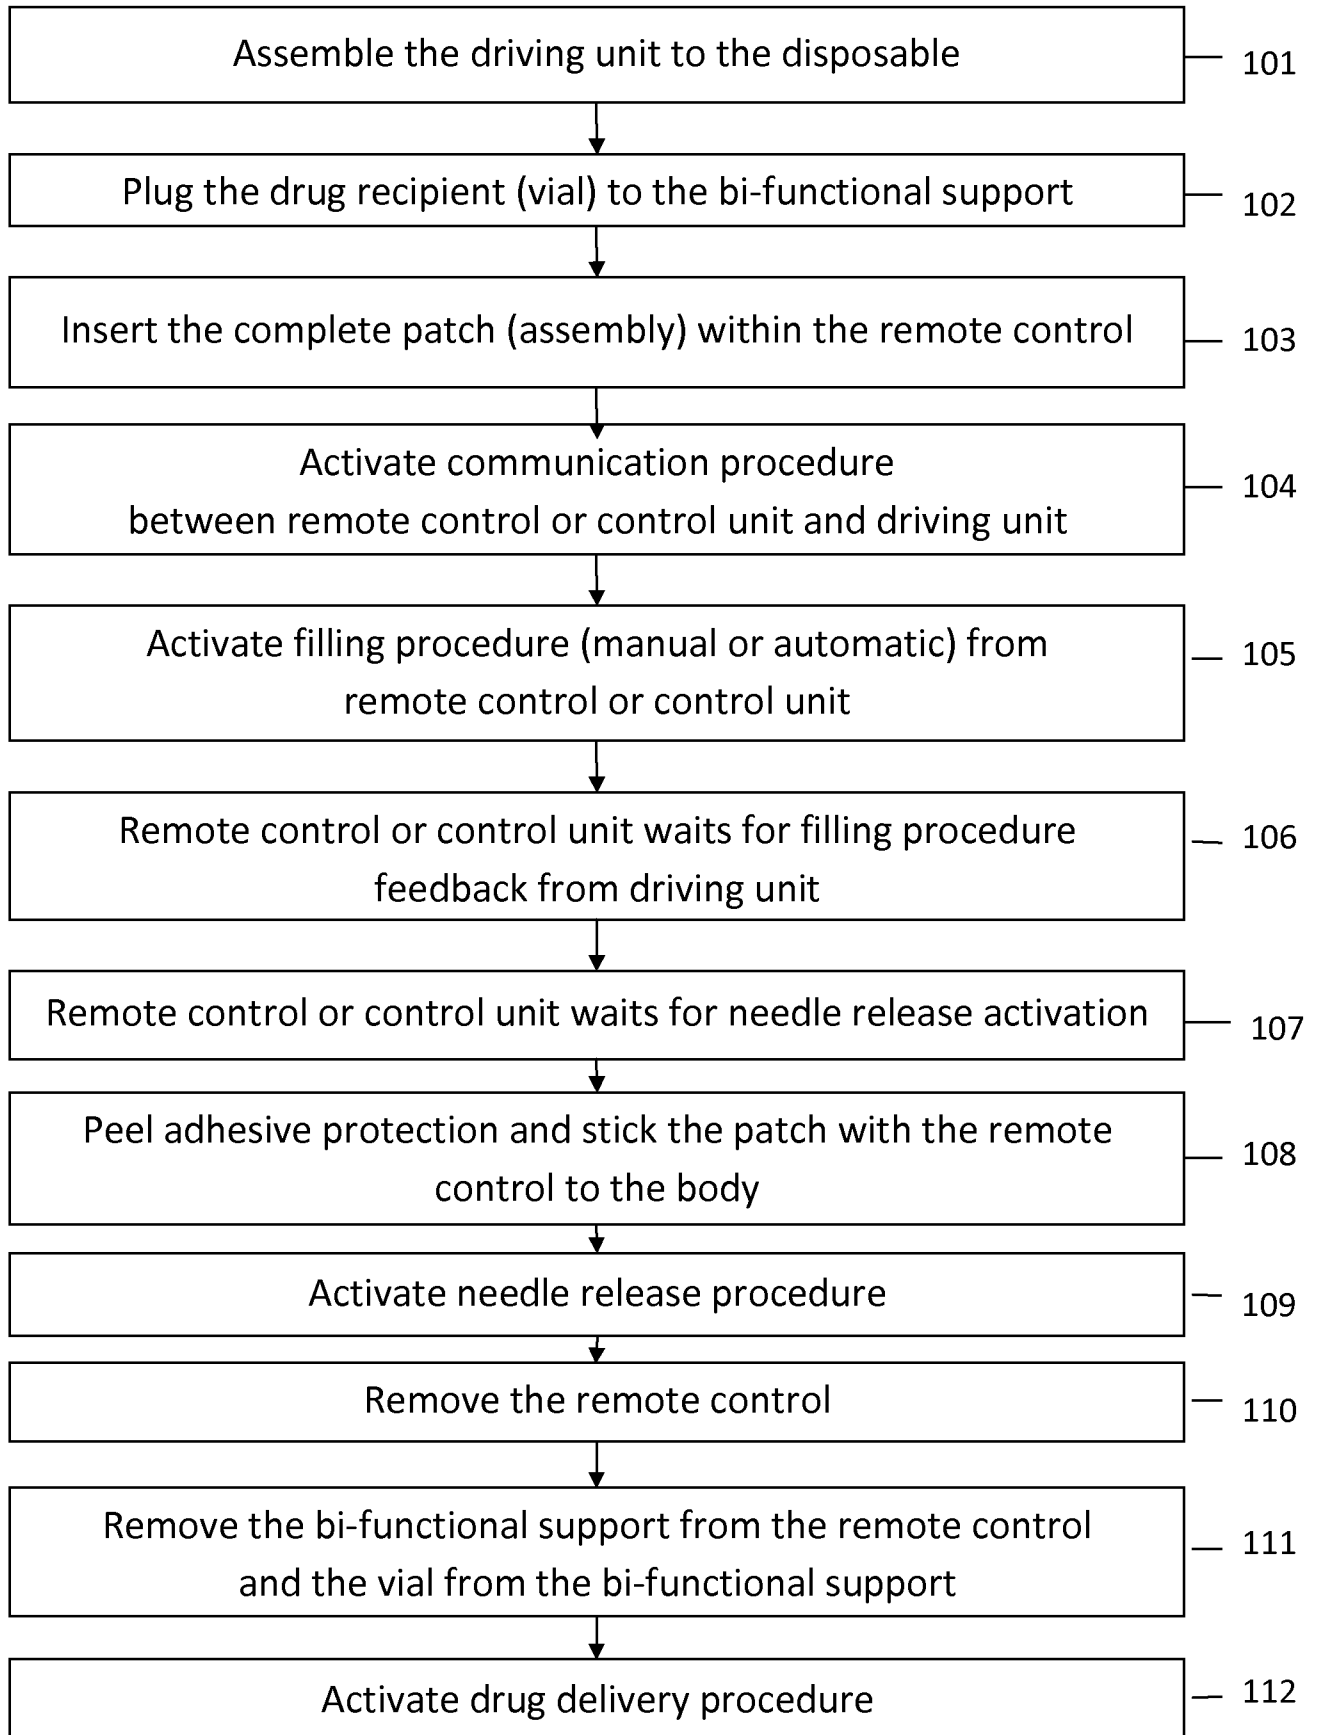 Assemble the driving unit to the disposable
101
Plug the drug recipient (vial) to the bi-functional support
102
Insert the complete patch (assembly) within the remote control
103
Activate communication procedure
between remote control or control unit and driving unit
104
Activate filling procedure (manual or automatic) from
remote control or control unit
105
Remote control or control unit waits for filling procedure
feedback from driving unit
106
Remote control or control unit waits for needle release activation
107
Peel adhesive protection and stick the patch with the remote
control to the body
108
Activate needle release procedure
109
Remove the remote control
110
Remove the bi-functional support from the remote control
and the vial from the bi-functional support
111
Activate drug delivery procedure
112